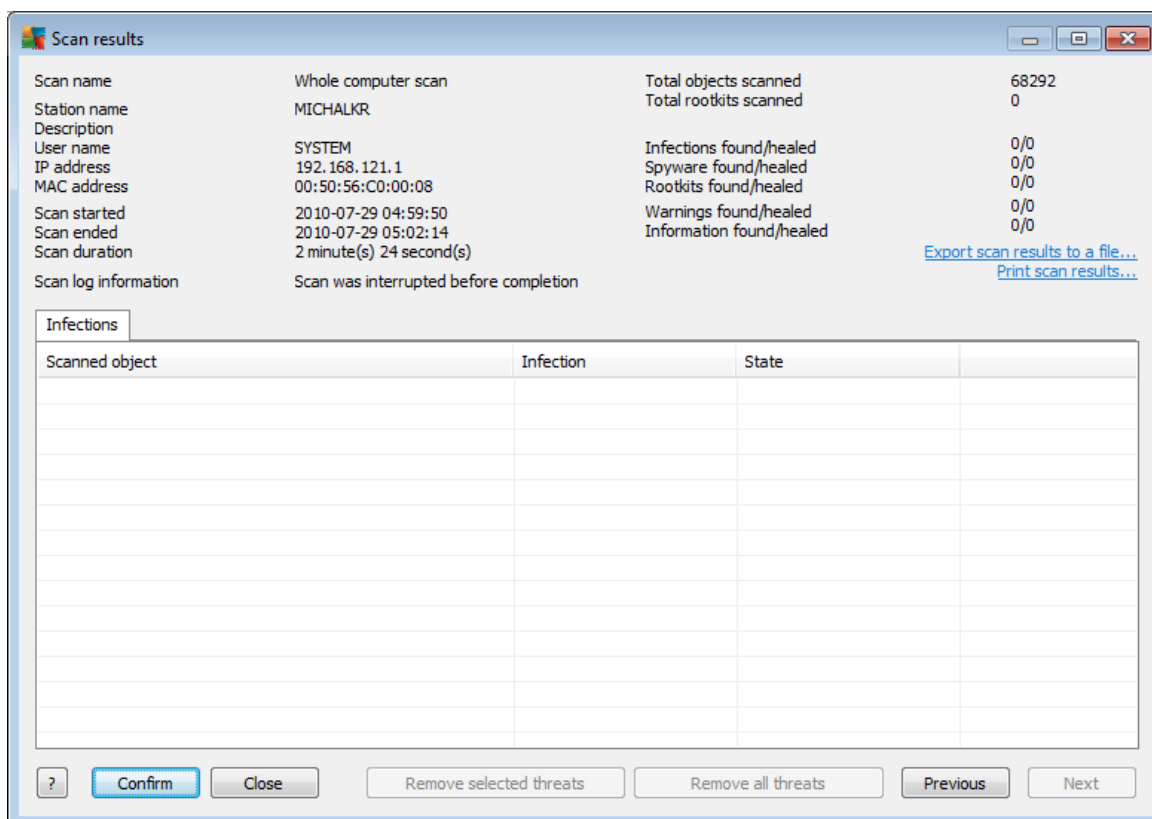 Scan results
Scan name Whole computer scan Total objects scanned 68292
Total rootkits scanned 0
Station name MICHALKR
Description
User name SYSTEM Infections found/healed 0/0
IP address 192.168.121.1 Spyware found/healed 0/0
MAC address 00:50:56:C0:00:08 Rootkits found/healed 0/0
Scan started 2010-07-29 04:59:50 Warnings found/healed 0/0
Scan ended 2010-07-29 05:02:14 Information found/healed 0/0
Scan duration 2 minute(s) 24 second(s) Export scan results to a file...
Print scan results...
Scan log information Scan was interrupted before completion
Infections
Scanned object Infection State
? Confirm Close Remove selected threats Remove all threats Previous Next